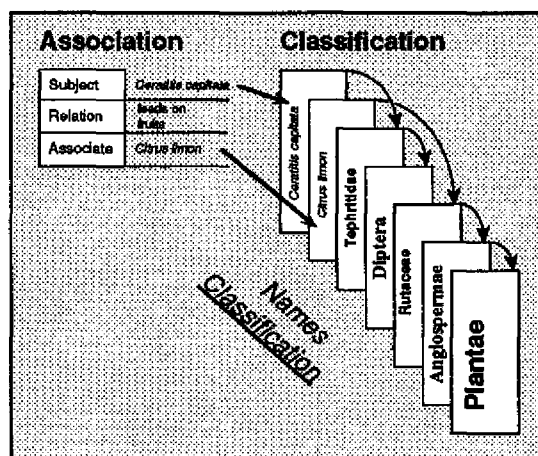 Association
Classification
Subject Ceratitis capitata
Relation feeds on
fruits
Associate Citrus limon
Ceratitis capitata
Citrus limon
Tephritidae
Diptera
Rutaceae
Angiospermae
Plantae
Names
Classification